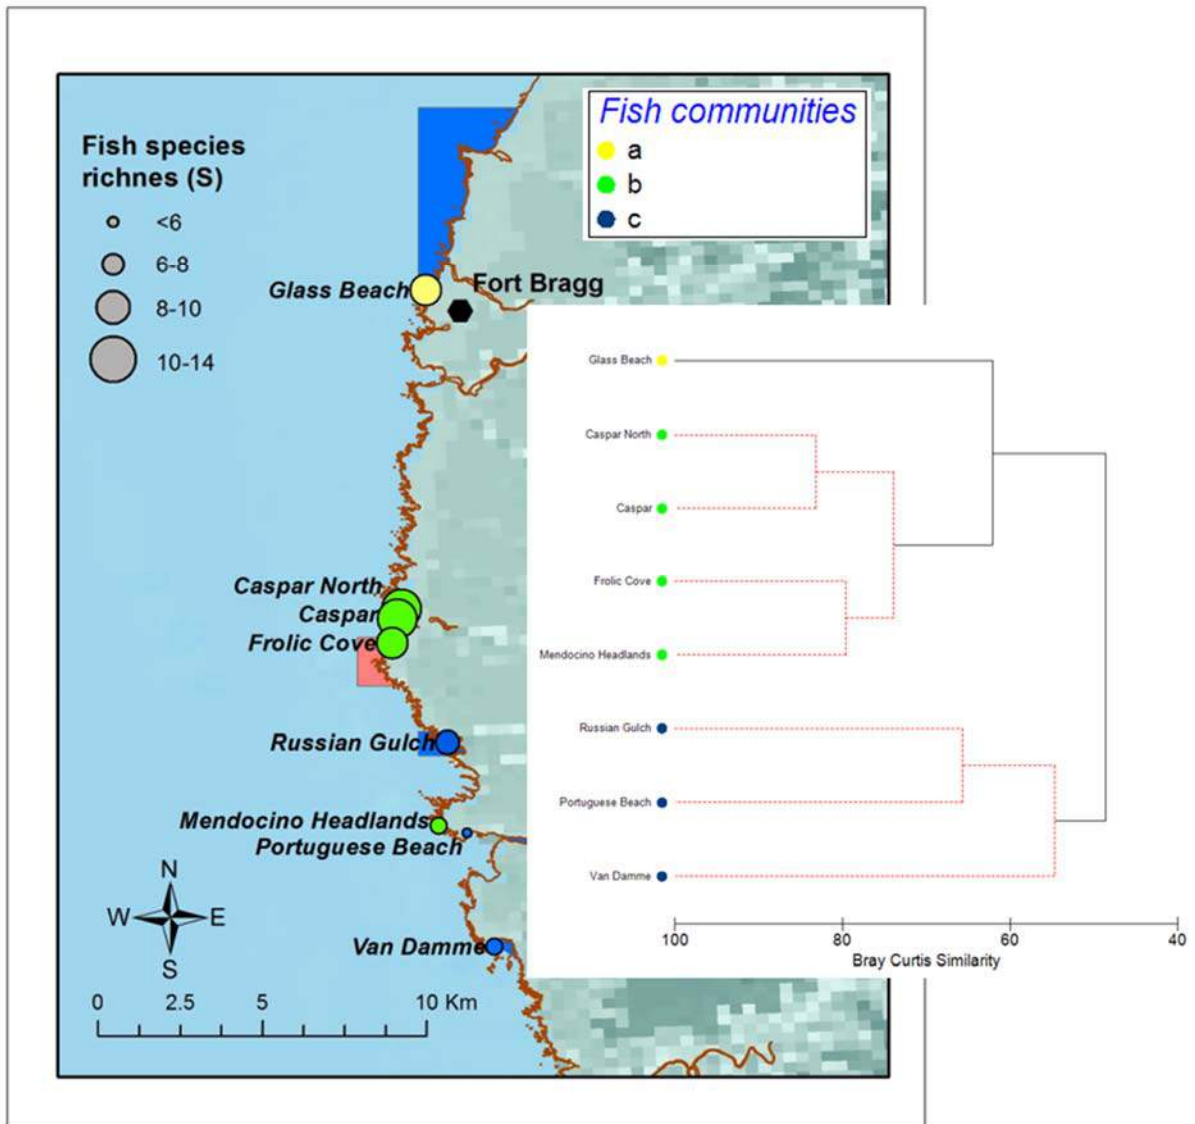 Fish species
richnes (S)
<6
6-8
8-10
10-14
Fish communities
a
b
c
Glass Beach
Fort Bragg
Caspar North
Caspar
Frolic Cove
Russian Gulch
Mendocino Headlands
Portuguese Beach
Van Damme
N
W
E
S
0 2.5 5 10 Km
Glass Beach
Caspar North
Caspar
Frolic Cove
Mendocino Headlands
Russian Gulch
Portuguese Beach
Van Damme
100 80 60 40
Bray Curtis Similarity